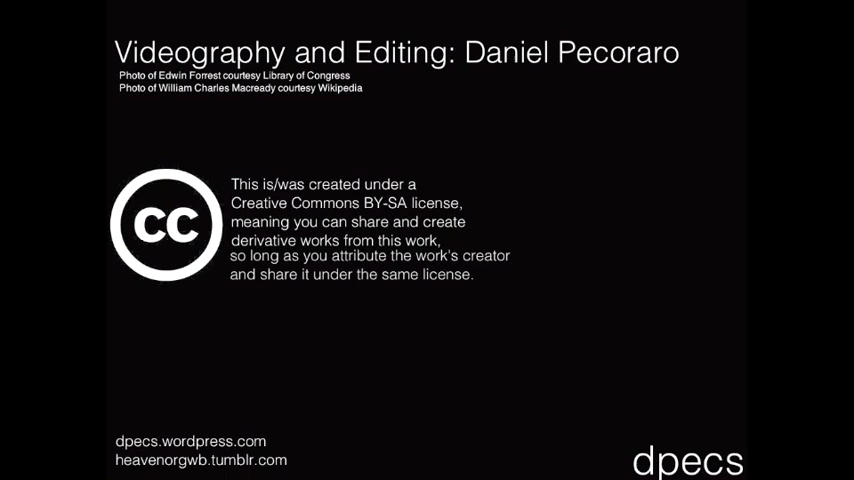 Videography and Editing: Daniel Pecoraro
Photo of Edwin Forrest courtesy Library of Congress
Photo of William Charles Macready courtesy Wikipedia
cc
This is/was created under a
Creative Commons BY-SA license,
meaning you can share and create
derivative works from this work,
so long as you attribute the work's creator
and share it under the same license.
dpecs.wordpress.com
heavenorgwb.tumblr.com
dpecs